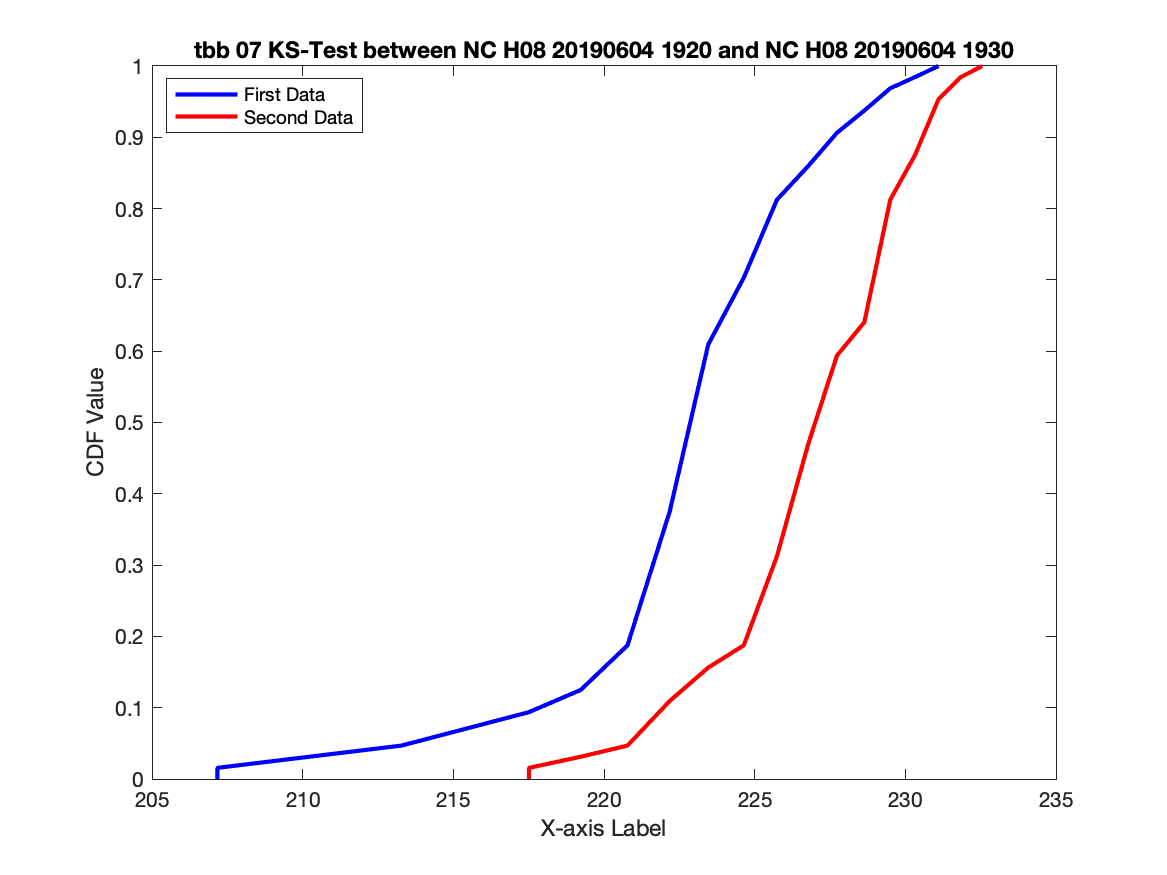 tbb 07 KS-Test between NC H08 20190604 1920 and NC H08 20190604 1930
First Data
Second Data
1
0.9
0.8
0.7
0.6
0.5
0.4
0.3
0.2
0.1
0
CDF Value
205 210 215 220 225 230 235
X-axis Label